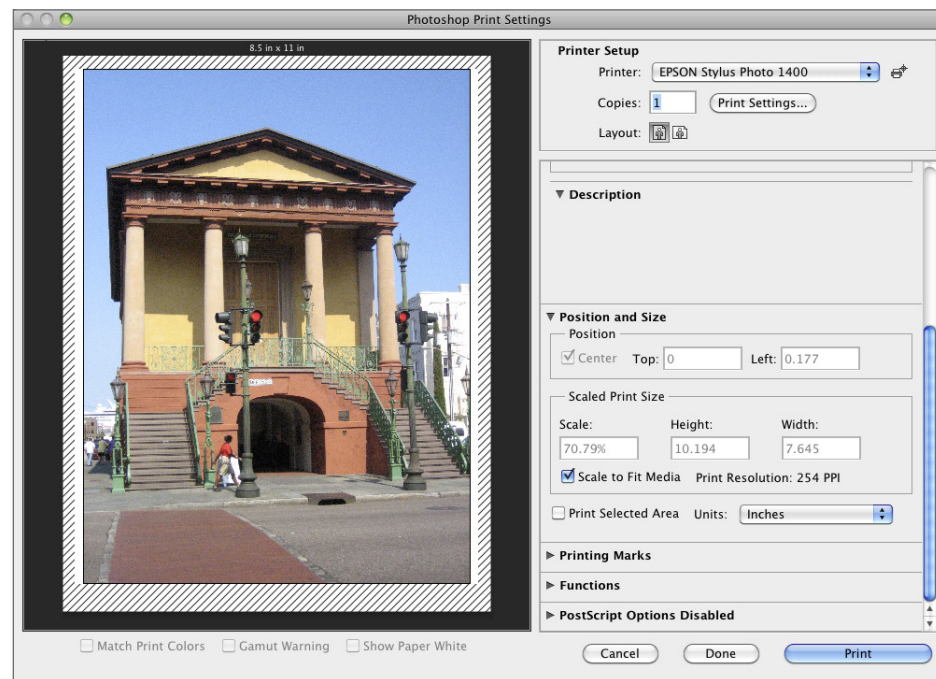 Photoshop Print Settings
8.5 in x 11 in
Printer Setup
Printer: EPSON Stylus Photo 1400
Copies: 1 Print Settings...
Layout:
Description
Position and Size
Position
Center Top: 0 Left: 0.177
Scaled Print Size
Scale: Height: Width:
70.79% 10.194 7.645
Scale to Fit Media Print Resolution: 254 PPI
Print Selected Area Units: Inches
Printing Marks
Functions
PostScript Options Disabled
Match Print Colors Gamut Warning Show Paper White
Cancel Done Print